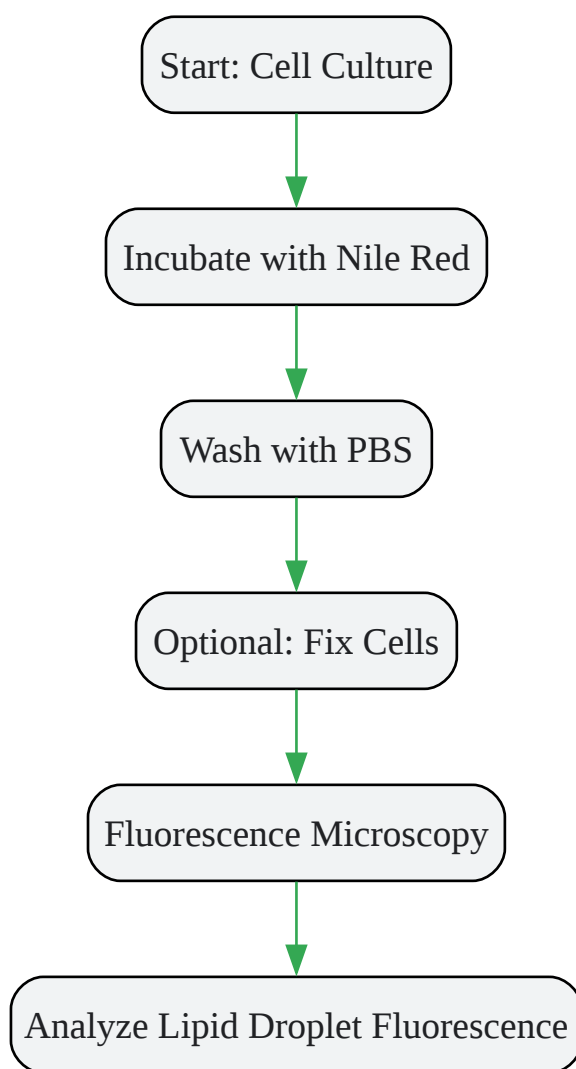 Start: Cell Culture
Incubate with Nile Red
Wash with PBS
Optional: Fix Cells
Fluorescence Microscopy
Analyze Lipid Droplet Fluorescence